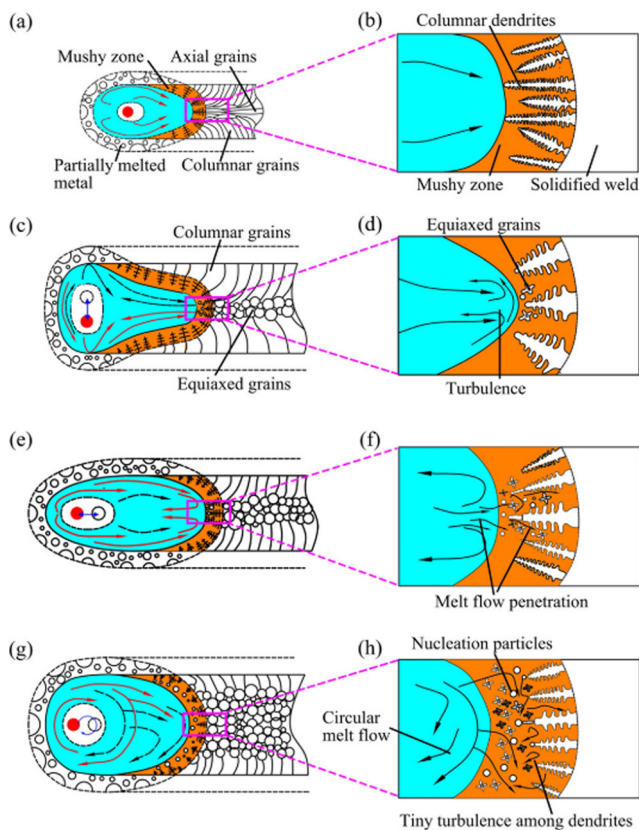 (a)
Mushy zone
Axial grains
Partially melted
metal
Columnar grains
(b)
Columnar dendrites
Mushy zone
Solidified weld
(c)
Columnar grains
Equiaxed grains
(d)
Equiaxed grains
Turbulence
(e)
(f)
Melt flow penetration
(g)
(h)
Nucleation particles
Circular
melt flow
Tiny turbulence among dendrites